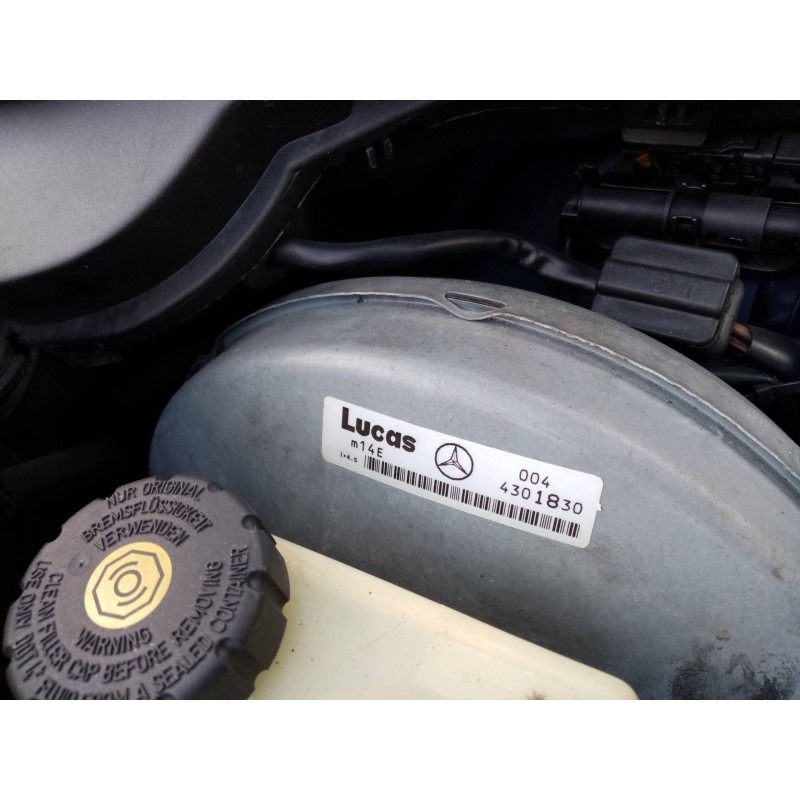 Lucas
m14E
004
4301830
NUR ORIGINAL
BREMSFLÜSSIGKEIT
VERWENDEN
WARNING
CLEAN FILLER CAP BEFORE REMOVING
USE ONLY DOT 4
FLUID FROM A SEALED CONTAINER